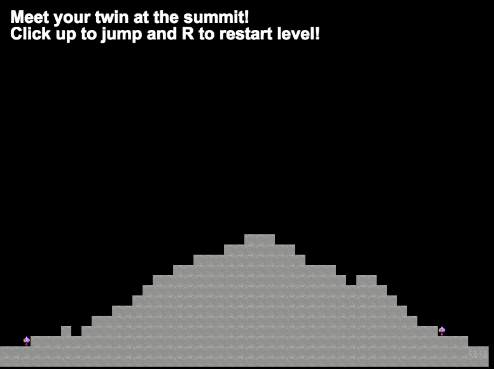 Meet your twin at the summit!
Click up to jump and R to restart level!